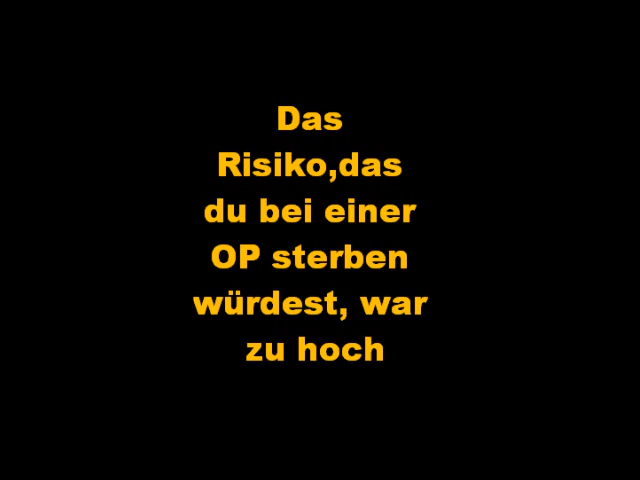 Das
Risiko,das
du bei einer
OP sterben
würdest, war
zu hoch